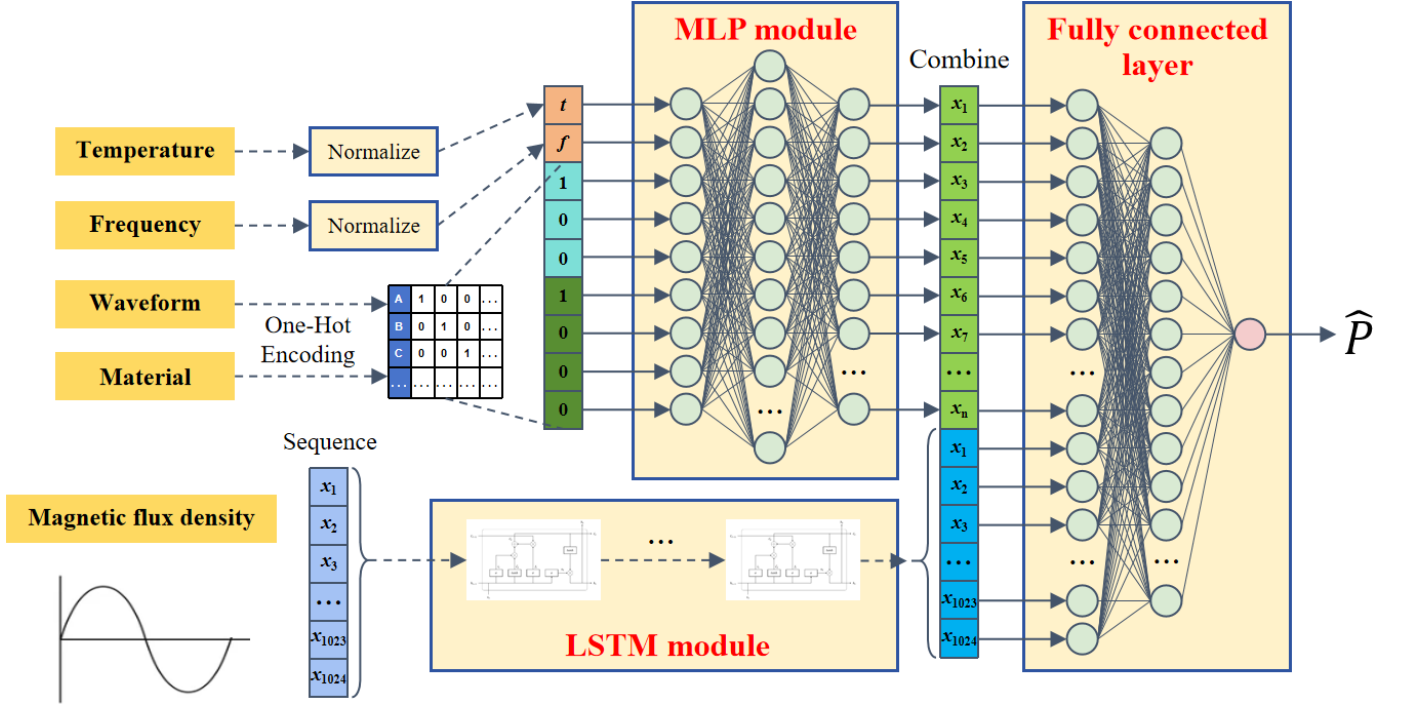 MLP module
Fully connected
layer
Combine
Temperature
Normalize
Frequency
Normalize
Waveform
Material
One-Hot
Encoding
A 1 0 0 ...
B 0 1 0 ...
C 0 0 1 ...
... ... ... ... ...
t
f
1
0
0
1
0
0
0
...
...
x1
x2
x3
x4
x5
x6
x7
...
xn
x1
x2
x3
...
x1023
x1024
...
...
...
P̂
Sequence
x1
x2
x3
...
x1023
x1024
Magnetic flux density
...
LSTM module